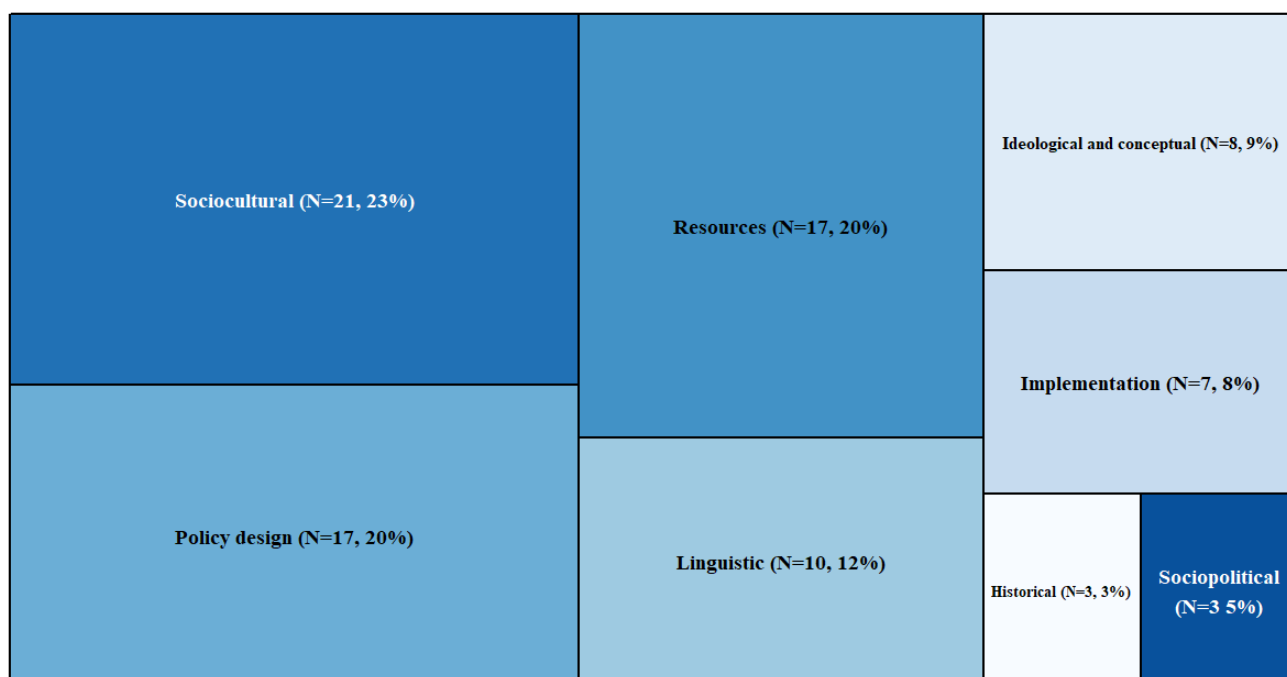 Sociocultural (N=21, 23%)
Policy design (N=17, 20%)
Resources (N=17, 20%)
Linguistic (N=10, 12%)
Ideological and conceptual (N=8, 9%)
Implementation (N=7, 8%)
Historical (N=3, 3%)
Sociopolitical
(N=3 5%)